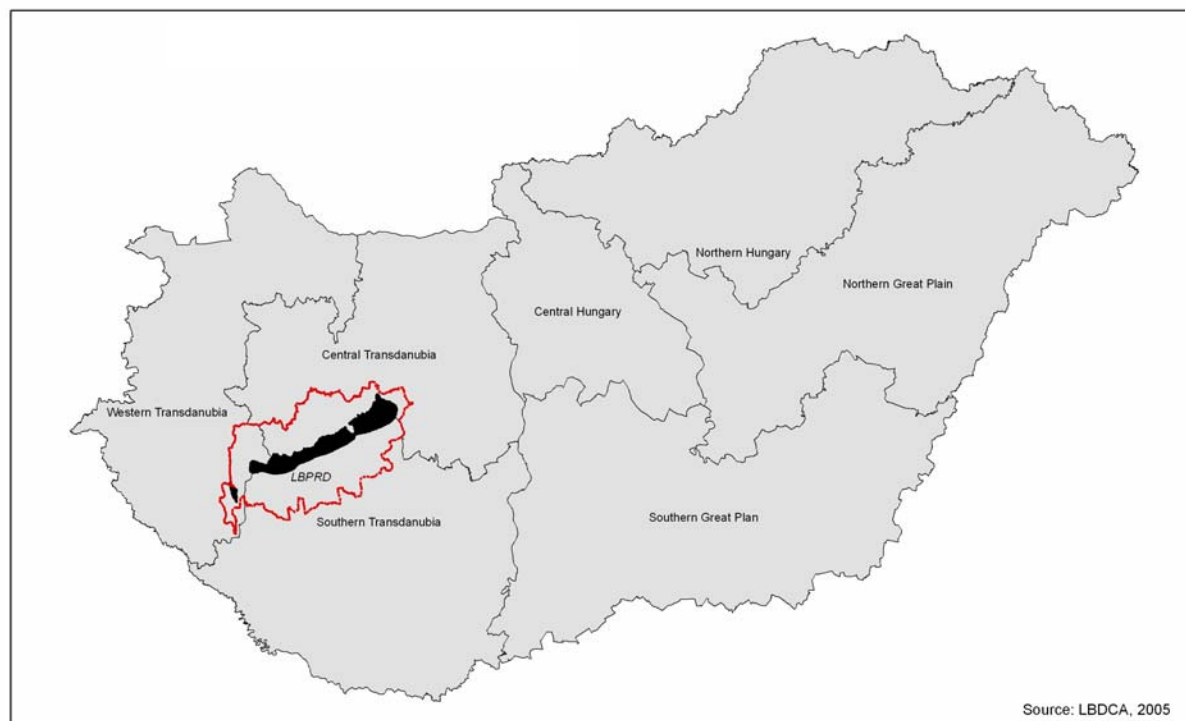 Northern Hungary
Northern Great Plain
Central Hungary
Central Transdanubia
Western Transdanubia
LBPRD
Southern Great Plan
Southern Transdanubia
Source: LBDCA, 2005